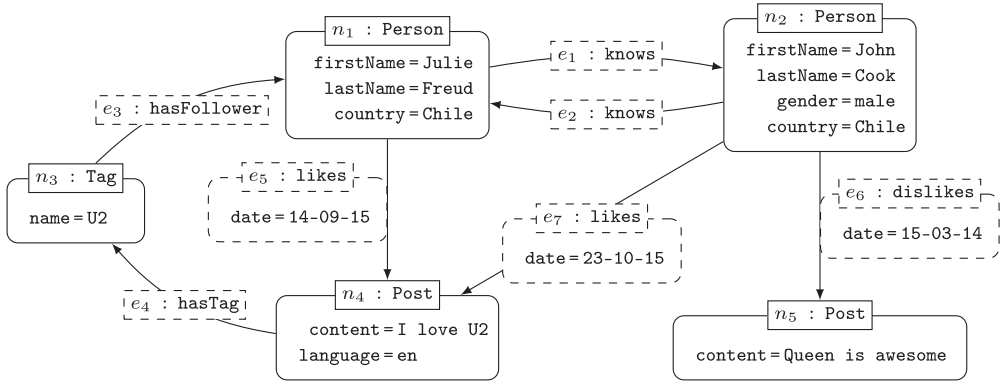 n1 : Person
firstName = Julie
lastName = Freud
country = Chile
e1 : knows
e2 : knows
n2 : Person
firstName = John
lastName = Cook
gender = male
country = Chile
e3 : hasFollower
n3 : Tag
name = U2
e5 : likes
date = 14-09-15
e7 : likes
date = 23-10-15
e6 : dislikes
date = 15-03-14
e4 : hasTag
n4 : Post
content = I love U2
language = en
n5 : Post
content = Queen is awesome